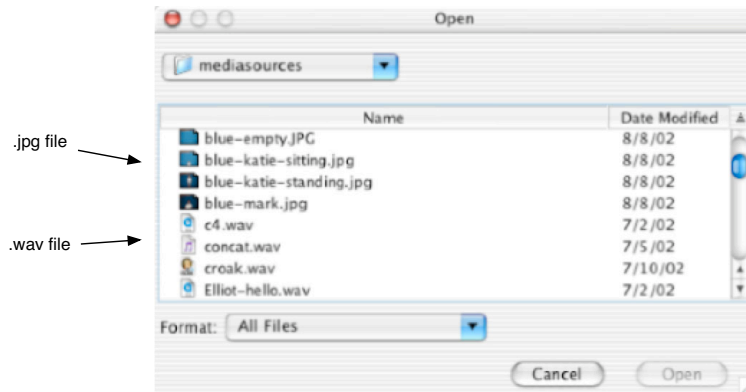 Open
mediasources
Name Date Modified
blue-empty.JPG 8/8/02
.jpg file
blue-katie-sitting.jpg 8/8/02
blue-katie-standing.jpg 8/8/02
blue-mark.jpg 8/8/02
c4.wav 7/2/02
.wav file
concat.wav 7/5/02
croak.wav 7/10/02
Elliot-hello.wav 7/2/02
Format: All Files
Cancel Open